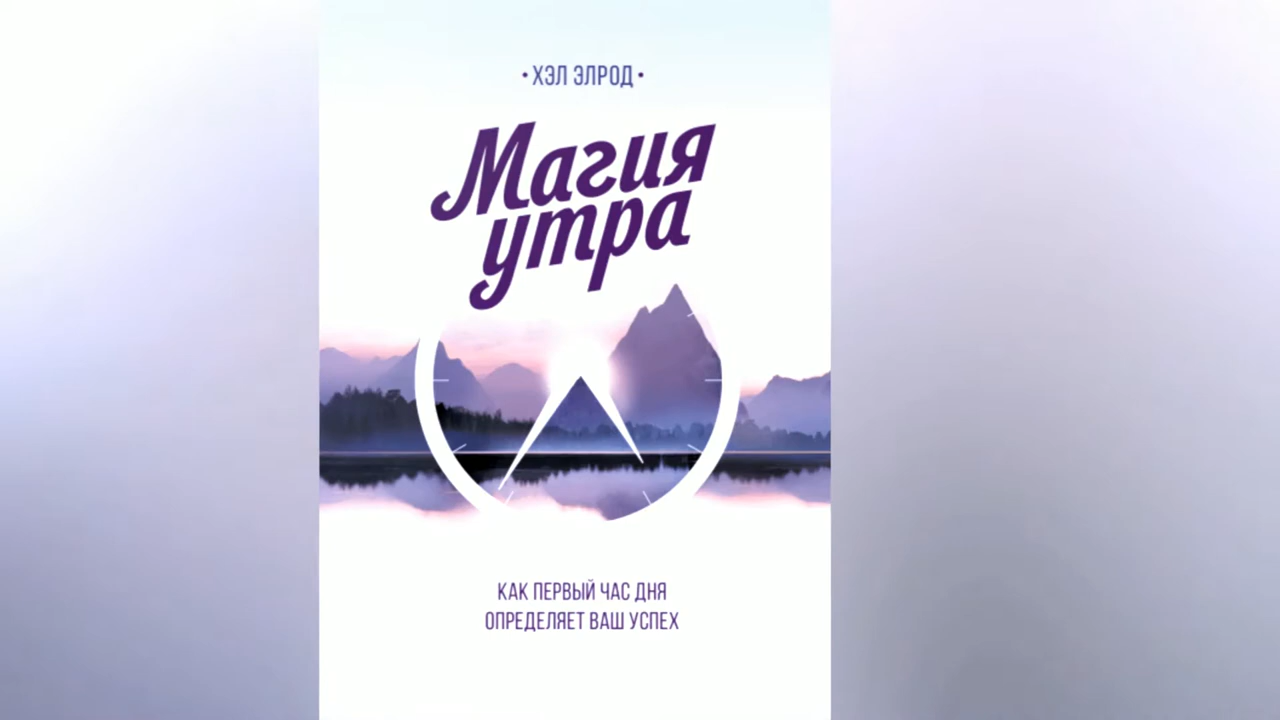 • ХЭЛ ЭЛРОД •
Магия
утра
КАК ПЕРВЫЙ ЧАС ДНЯ
ОПРЕДЕЛЯЕТ ВАШ УСПЕХ